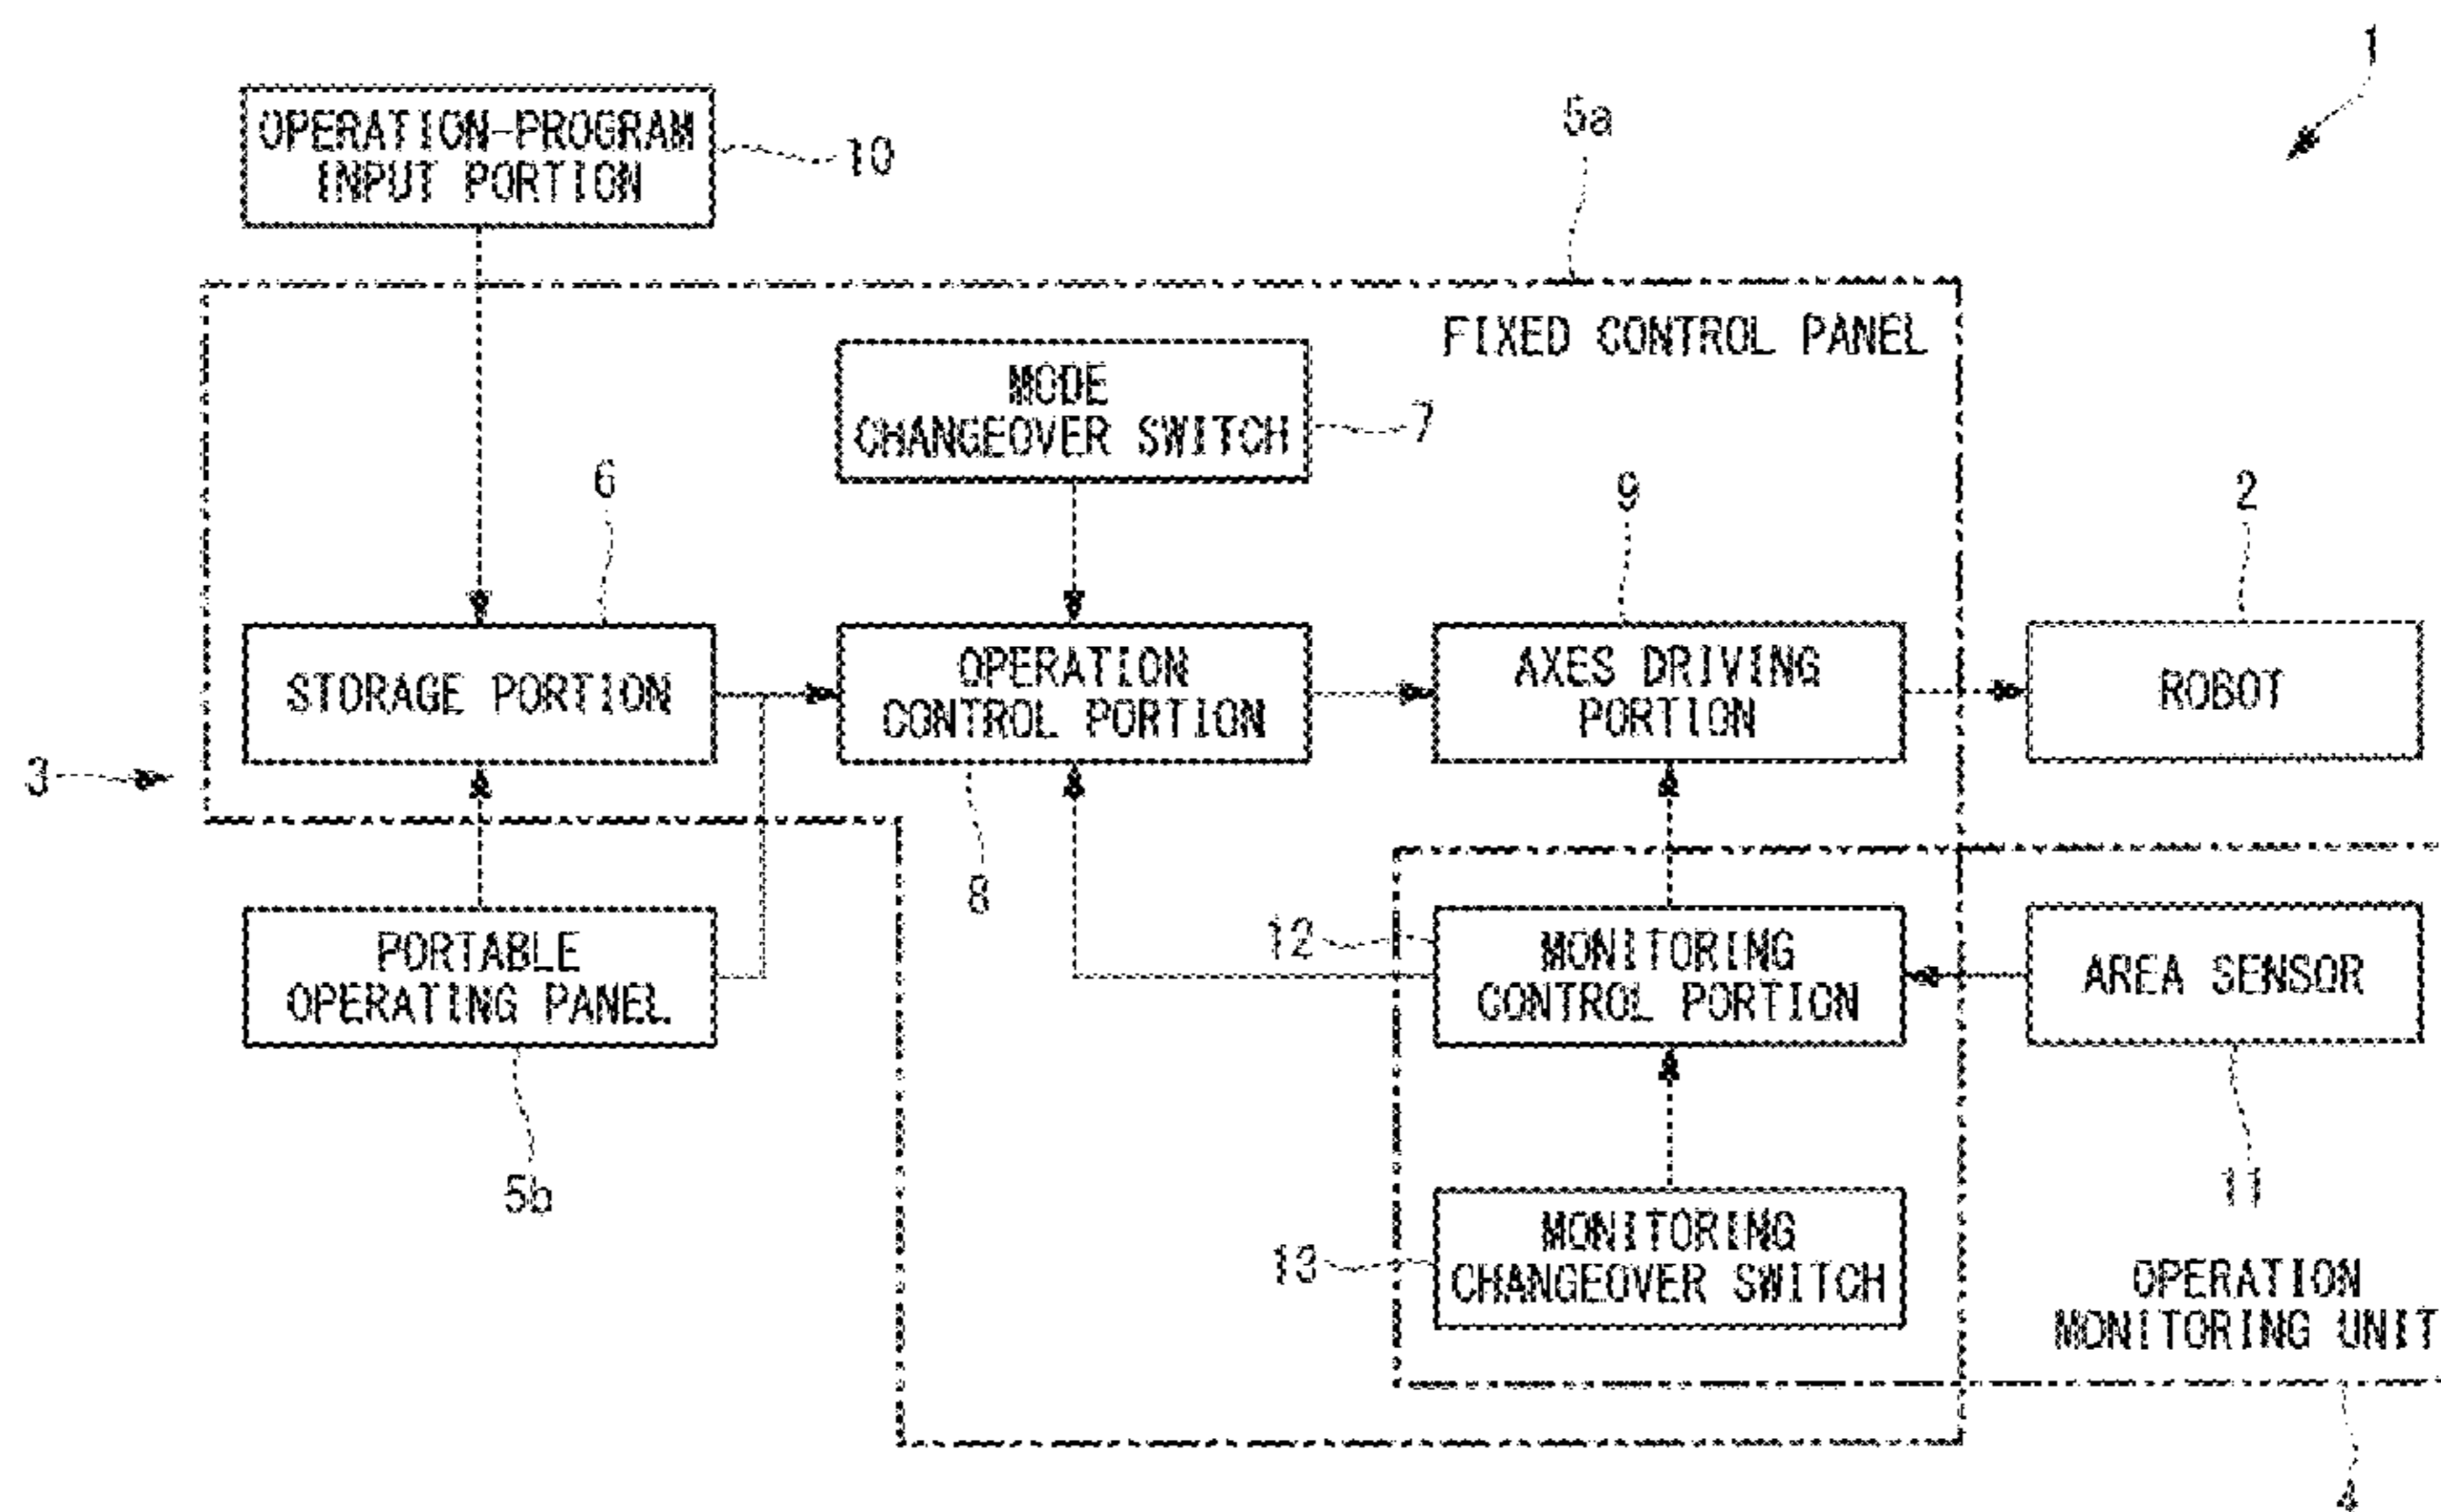 1
5a
OPERATION-PROGRAM
INPUT PORTION
10
FIXED CONTROL PANEL
MODE
CHANGEOVER SWITCH
7
6
9
2
STORAGE PORTION
OPERATION
CONTROL PORTION
AXES DRIVING
PORTION
ROBOT
3
8
12
PORTABLE
OPERATING PANEL
MONITORING
CONTROL PORTION
AREA SENSOR
5b
11
13
MONITORING
CHANGEOVER SWITCH
OPERATION
MONITORING UNIT
4